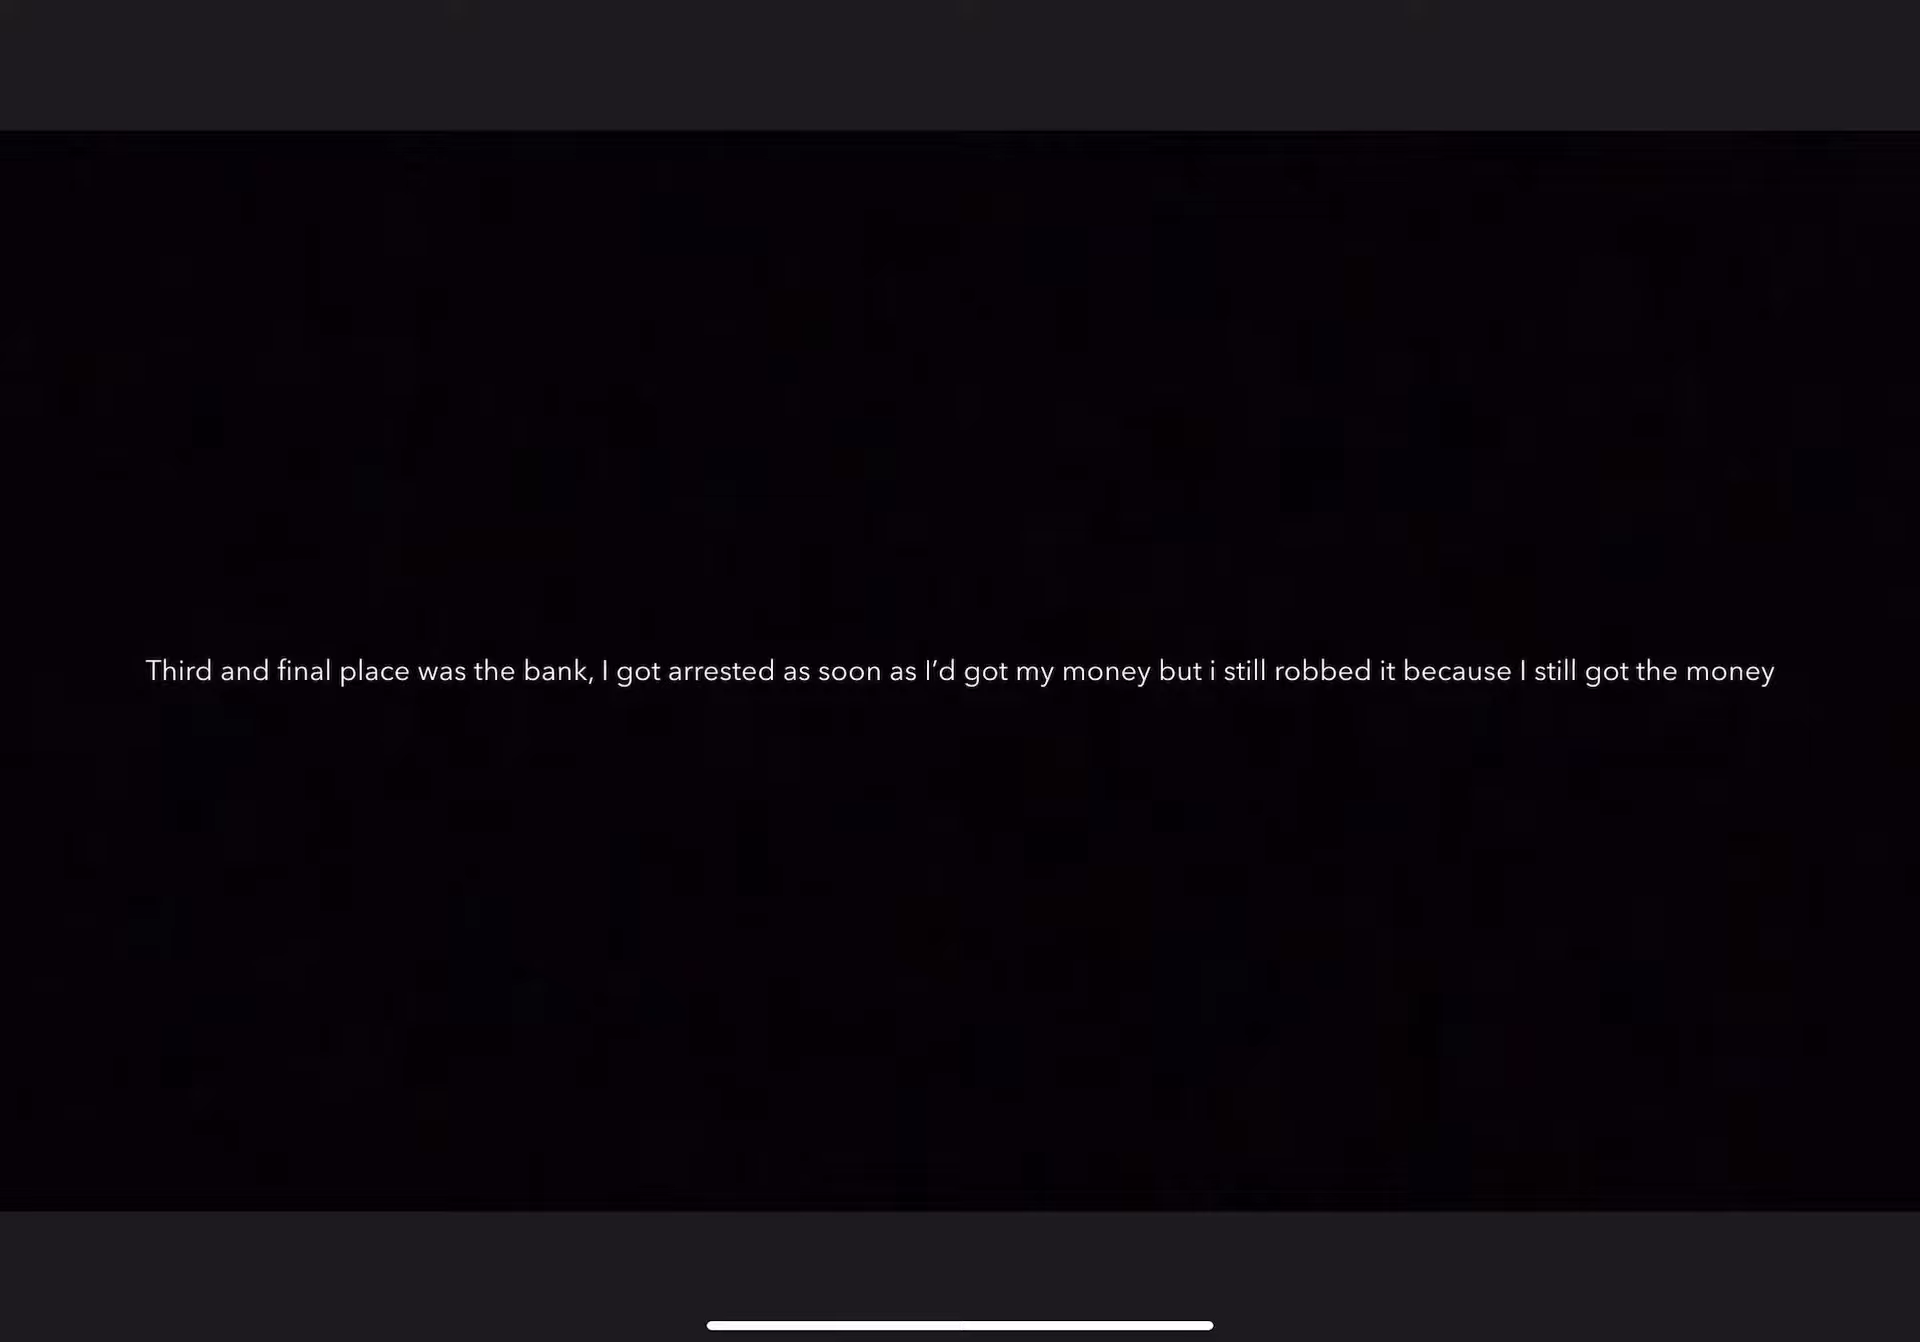 Third and final place was the bank, I got arrested as soon as I’d got my money but i still robbed it because I still got the money